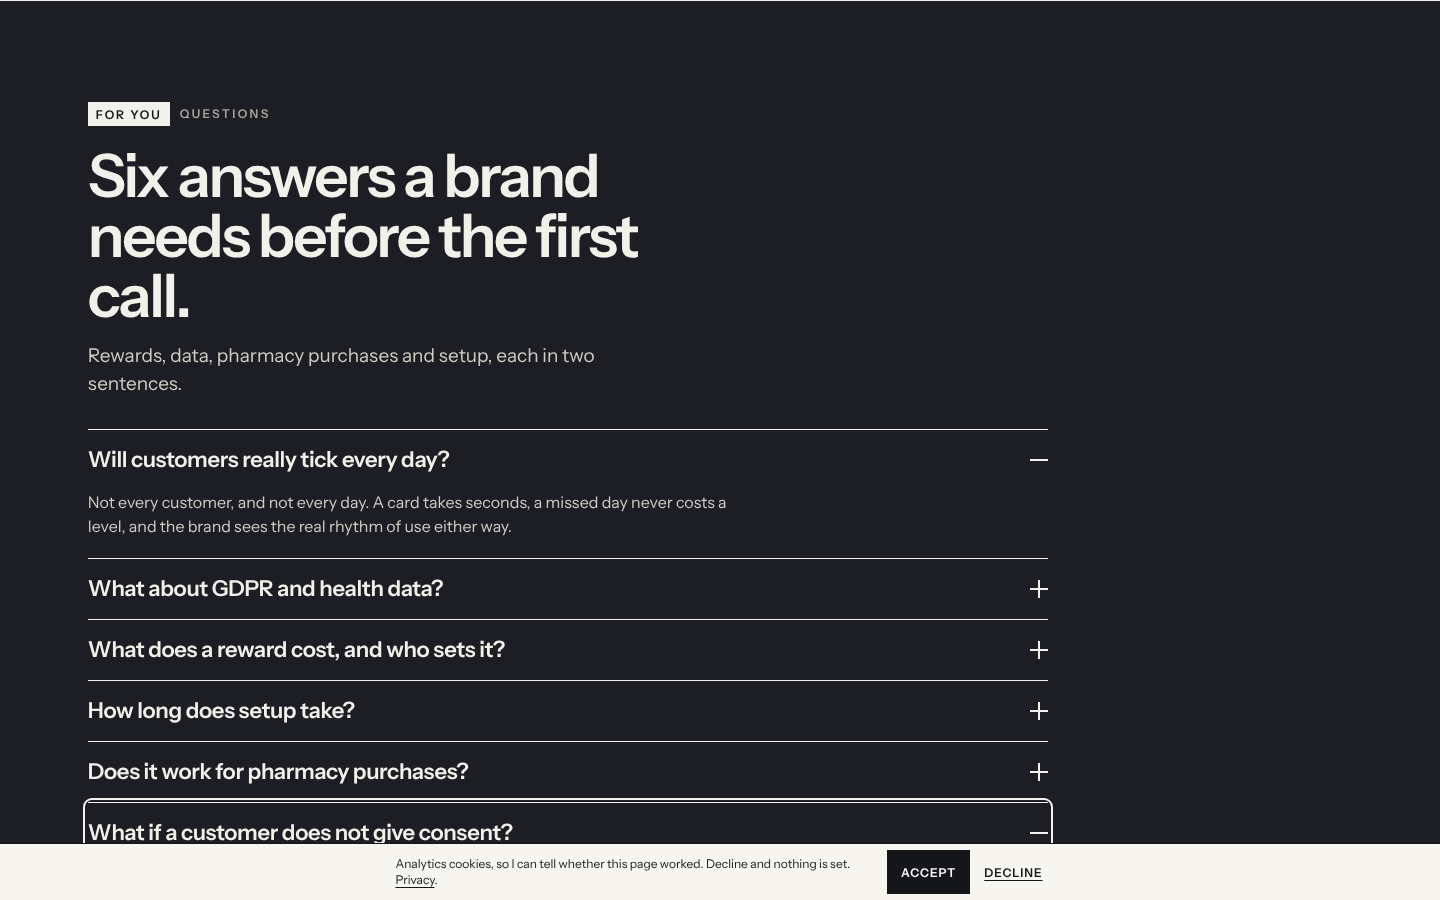 FOR YOU QUESTIONS
Six answers a brand
needs before the first
call.
Rewards, data, pharmacy purchases and setup, each in two
sentences.
Will customers really tick every day?
Not every customer, and not every day. A card takes seconds, a missed day never costs a
level, and the brand sees the real rhythm of use either way.
What about GDPR and health data?
What does a reward cost, and who sets it?
How long does setup take?
Does it work for pharmacy purchases?
What if a customer does not give consent?
Analytics cookies, so I can tell whether this page worked. Decline and nothing is set.
Privacy.
ACCEPT DECLINE